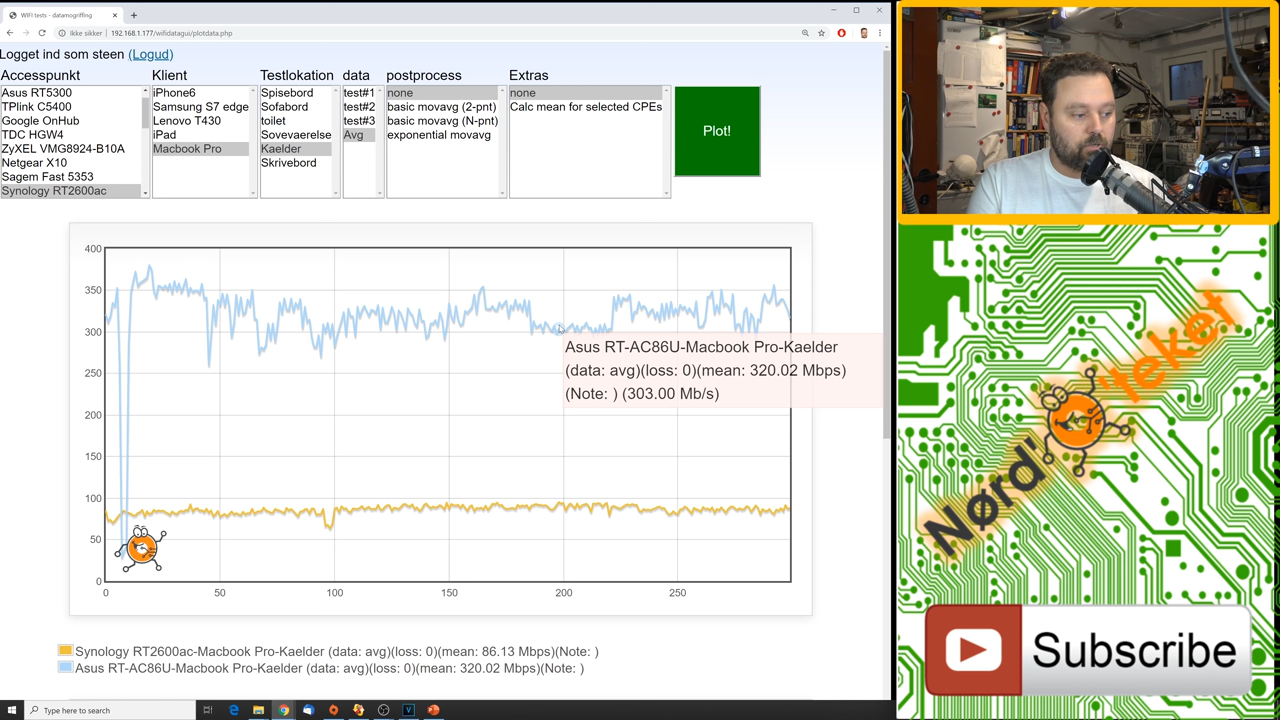 WIFI tests - datamogriffing
Ikke sikker
192.168.1.177/wifidatagui/plotdata.php
Logget ind som steen (Logud)
Accesspunkt
Klient
Testlokation
data
postprocess
Extras
Asus RT5300
TPlink C5400
Google OnHub
TDC HGW4
ZyXEL VMG8924-B10A
Netgear X10
Sagem Fast 5353
Synology RT2600ac
iPhone6
Samsung S7 edge
Lenovo T430
iPad
Macbook Pro
Spisebord
Sofabord
toilet
Sovevaerelse
Kaelder
Skrivebord
test#1
test#2
test#3
Avg
none
basic movavg (2-pnt)
basic movavg (N-pnt)
exponential movavg
none
Calc mean for selected CPEs
Plot!
400
350
300
250
200
150
100
50
0
0
50
100
150
200
250
Asus RT-AC86U-Macbook Pro-Kaelder
(data: avg)(loss: 0)(mean: 320.02 Mbps)
(Note: ) (303.00 Mb/s)
Synology RT2600ac-Macbook Pro-Kaelder (data: avg)(loss: 0)(mean: 86.13 Mbps)(Note: )
Asus RT-AC86U-Macbook Pro-Kaelder (data: avg)(loss: 0)(mean: 320.02 Mbps)(Note: )
Type here to search
Nørd' 'teket
Subscribe